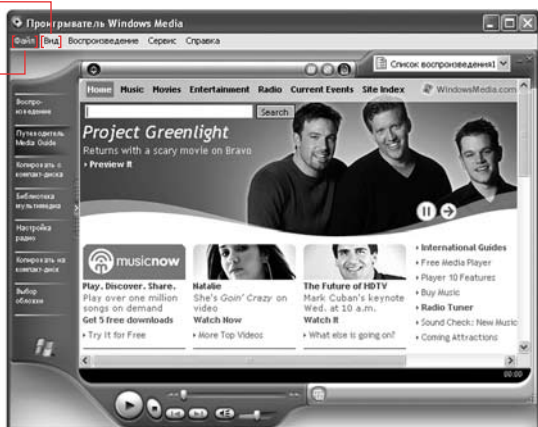 Проигрыватель Windows Media
Файл Вид Воспроизведение Сервис Справка
Список воспроизведения1
Home Music Movies Entertainment Radio Current Events Site Index WindowsMedia.com
Search
Воспро-
изведение
Путеводитель
Media Guide
Копировать с
компакт-диска
Библиотека
мультимедиа
Настройка
радио
Копировать на
компакт-диск
Выбор
обложек
Project Greenlight
Returns with a scary movie on Bravo
Preview It
musicnow
Play. Discover. Share.
Play over one million
songs on demand
Get 5 free downloads
Try It for Free
Natalie
She's Goin' Crazy on
video
Watch Now
More Top Videos
The Future of HDTV
Mark Cuban's keynote
Wed. at 10 a.m.
Watch It
What else is going on?
International Guides
Free Media Player
Player 10 Features
Buy Music
Radio Tuner
Sound Check: New Music
Coming Attractions
00:00